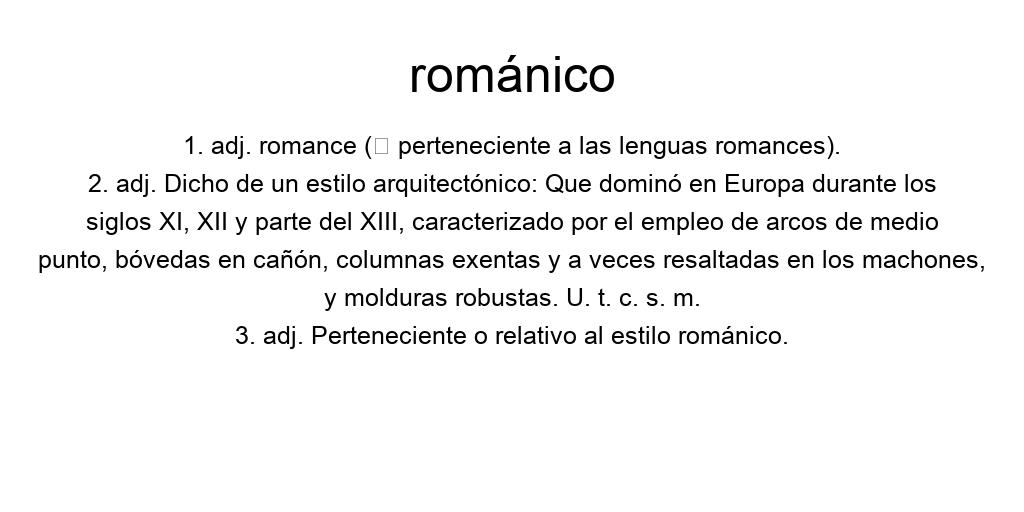 románico
1. adj. romance (▯ perteneciente a las lenguas romances).
2. adj. Dicho de un estilo arquitectónico: Que dominó en Europa durante los
siglos XI, XII y parte del XIII, caracterizado por el empleo de arcos de medio
punto, bóvedas en cañón, columnas exentas y a veces resaltadas en los machones,
y molduras robustas. U. t. c. s. m.
3. adj. Perteneciente o relativo al estilo románico.